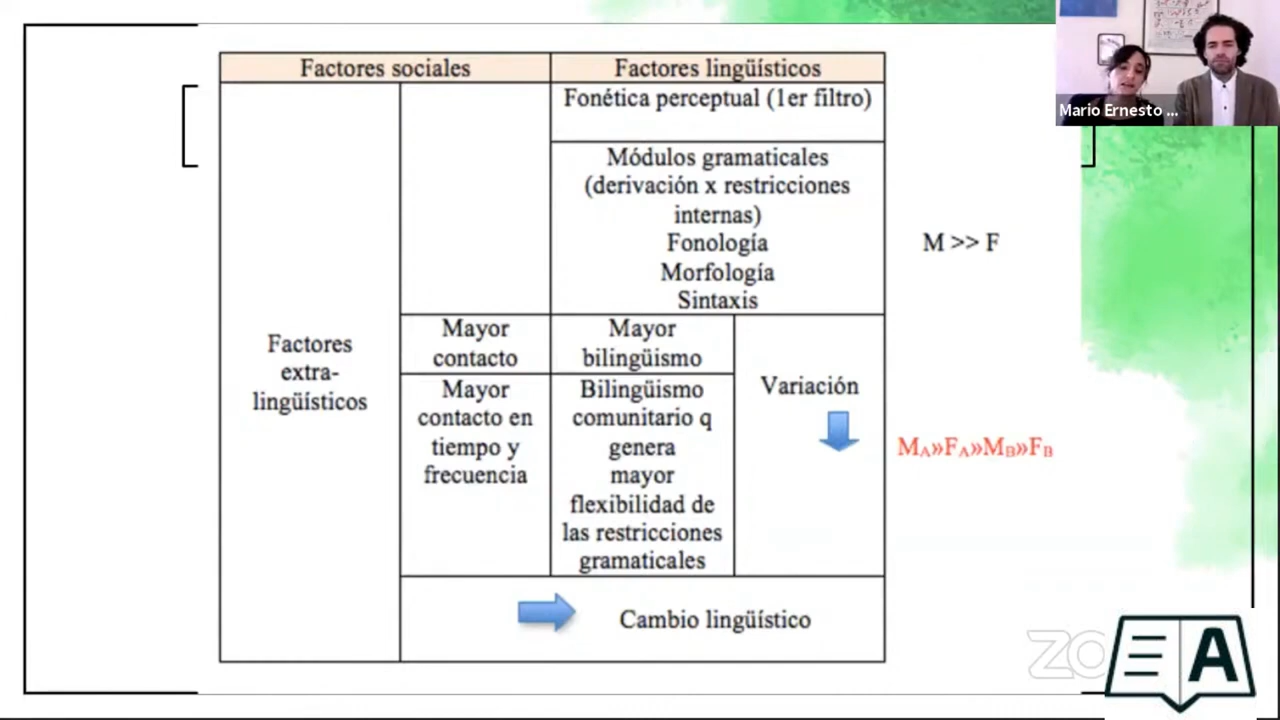 Factores sociales
Factores lingüísticos
Fonética perceptual (1er filtro)
Módulos gramaticales
(derivación x restricciones
internas)
Fonología
Morfología
Sintaxis
M >> F
Factores
extra-
lingüísticos
Mayor
contacto
Mayor
bilingüismo
Mayor
contacto en
tiempo y
frecuencia
Bilingüismo
comunitario q
genera
mayor
flexibilidad de
las restricciones
gramaticales
Variación
MA»FA»MB»FB
Cambio lingüístico
Mario Ernesto ...
ZO
A